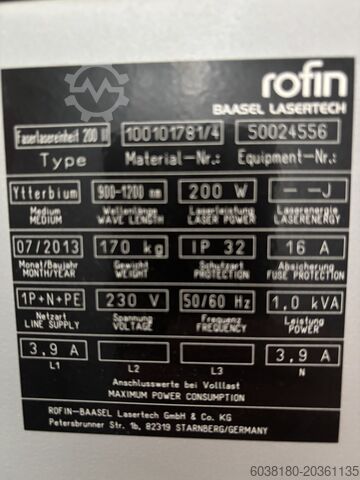 rofin
BAASEL LASERTECH
Faserlasereinheit 200 W 100101781/4 50024556
Type Material-Nr.: Equipment-Nr.:
Ytterbium 900-1200 nm 200 W --J
Medium Wellenlänge Laserleistung Laserenergie
MEDIUM WAVE LENGTH LASER POWER LASERENERGY
07/2013 170 kg IP 32 16 A
Monat/Baujahr Gewicht Schutzart Absicherung
MONTH/YEAR WEIGHT PROTECTION FUSE PROTECTION
1P+N+PE 230 V 50/60 Hz 1,0 kVA
Netzart Spannung Frequenz Leistung
LINE SUPPLY VOLTAGE FREQUENCY POWER
3,9 A 3,9 A
L1 L2 L3 N
Anschlusswerte bei Volllast
MAXIMUM POWER CONSUMPTION
ROFIN-BAASEL Lasertech GmbH & Co. KG
Petersbrunner Str. 1b, 82319 STARNBERG/GERMANY
6038180-20361135